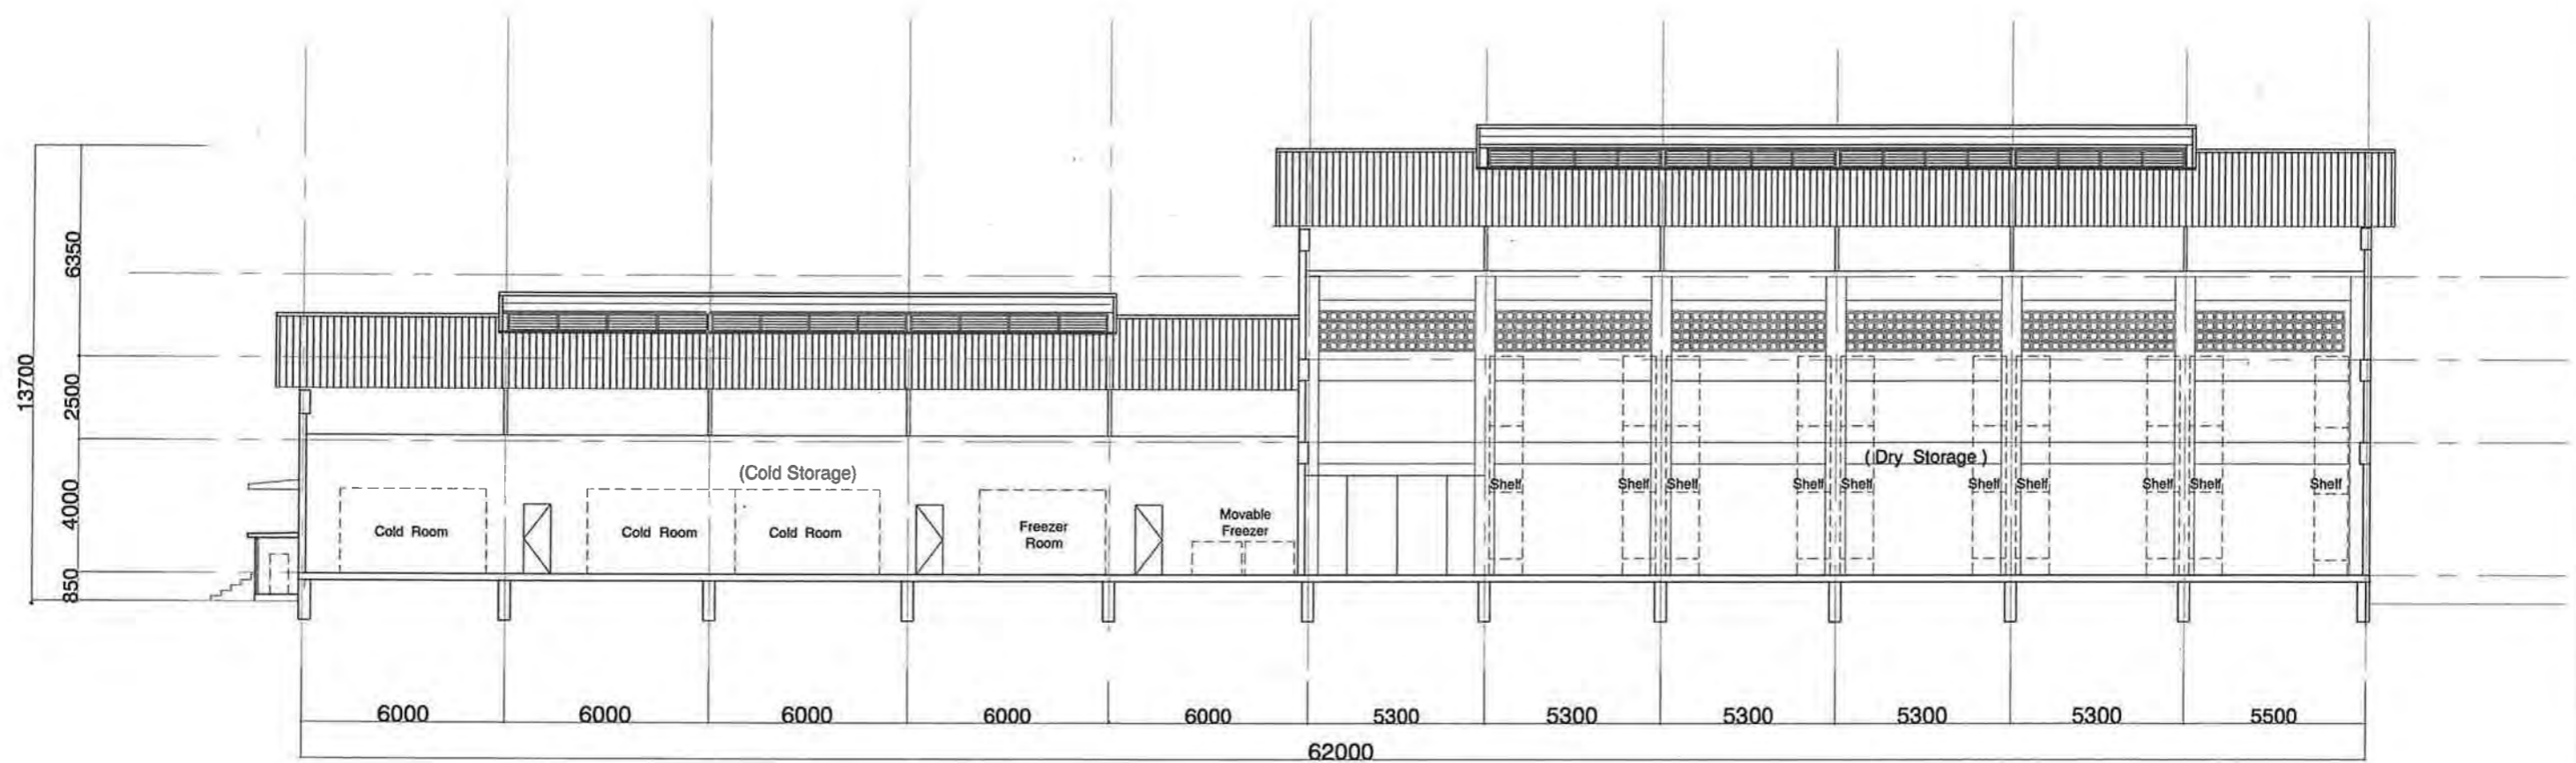 6350
13700
2500
(Cold Storage)
( Dry Storage )
4000
Shelf Shelf Shelf Shelf Shelf Shelf Shelf Shelf Shelf Shelf
Cold Room Cold Room Cold Room
Freezer
Room
Movable
Freezer
850
6000 6000 6000 6000 6000 5300 5300 5300 5300 5300 5500
62000